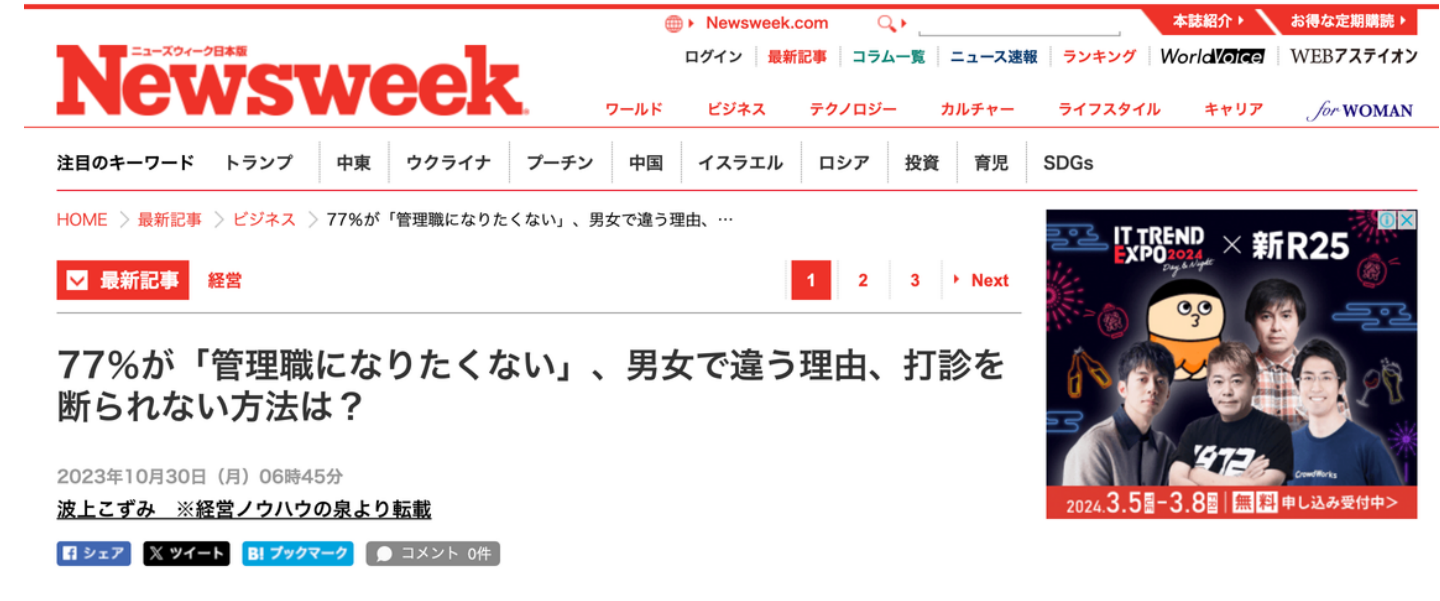 Newsweek.com
本誌紹介
お得な定期購読
ニューズウィーク日本版
Newsweek
ログイン 最新記事 コラム一覧 ニュース速報 ランキング World Voice WEBアステイオン
ワールド ビジネス テクノロジー カルチャー ライフスタイル キャリア for WOMAN
注目のキーワード トランプ 中東 ウクライナ プーチン 中国 イスラエル ロシア 投資 育児 SDGs
HOME > 最新記事 > ビジネス > 77%が「管理職になりたくない」、男女で違う理由、…
最新記事 経営
1 2 3 Next
77%が「管理職になりたくない」、男女で違う理由、打診を
断られない方法は？
2023年10月30日（月）06時45分
波上こずみ　※経営ノウハウの泉より転載
シェア ツイート B! ブックマーク コメント 0件
IT TREND
EXPO2024
Day & Night
× 新R25
1972
CrowdWorks
2024.3.5-3.8 無料 申し込み受付中>